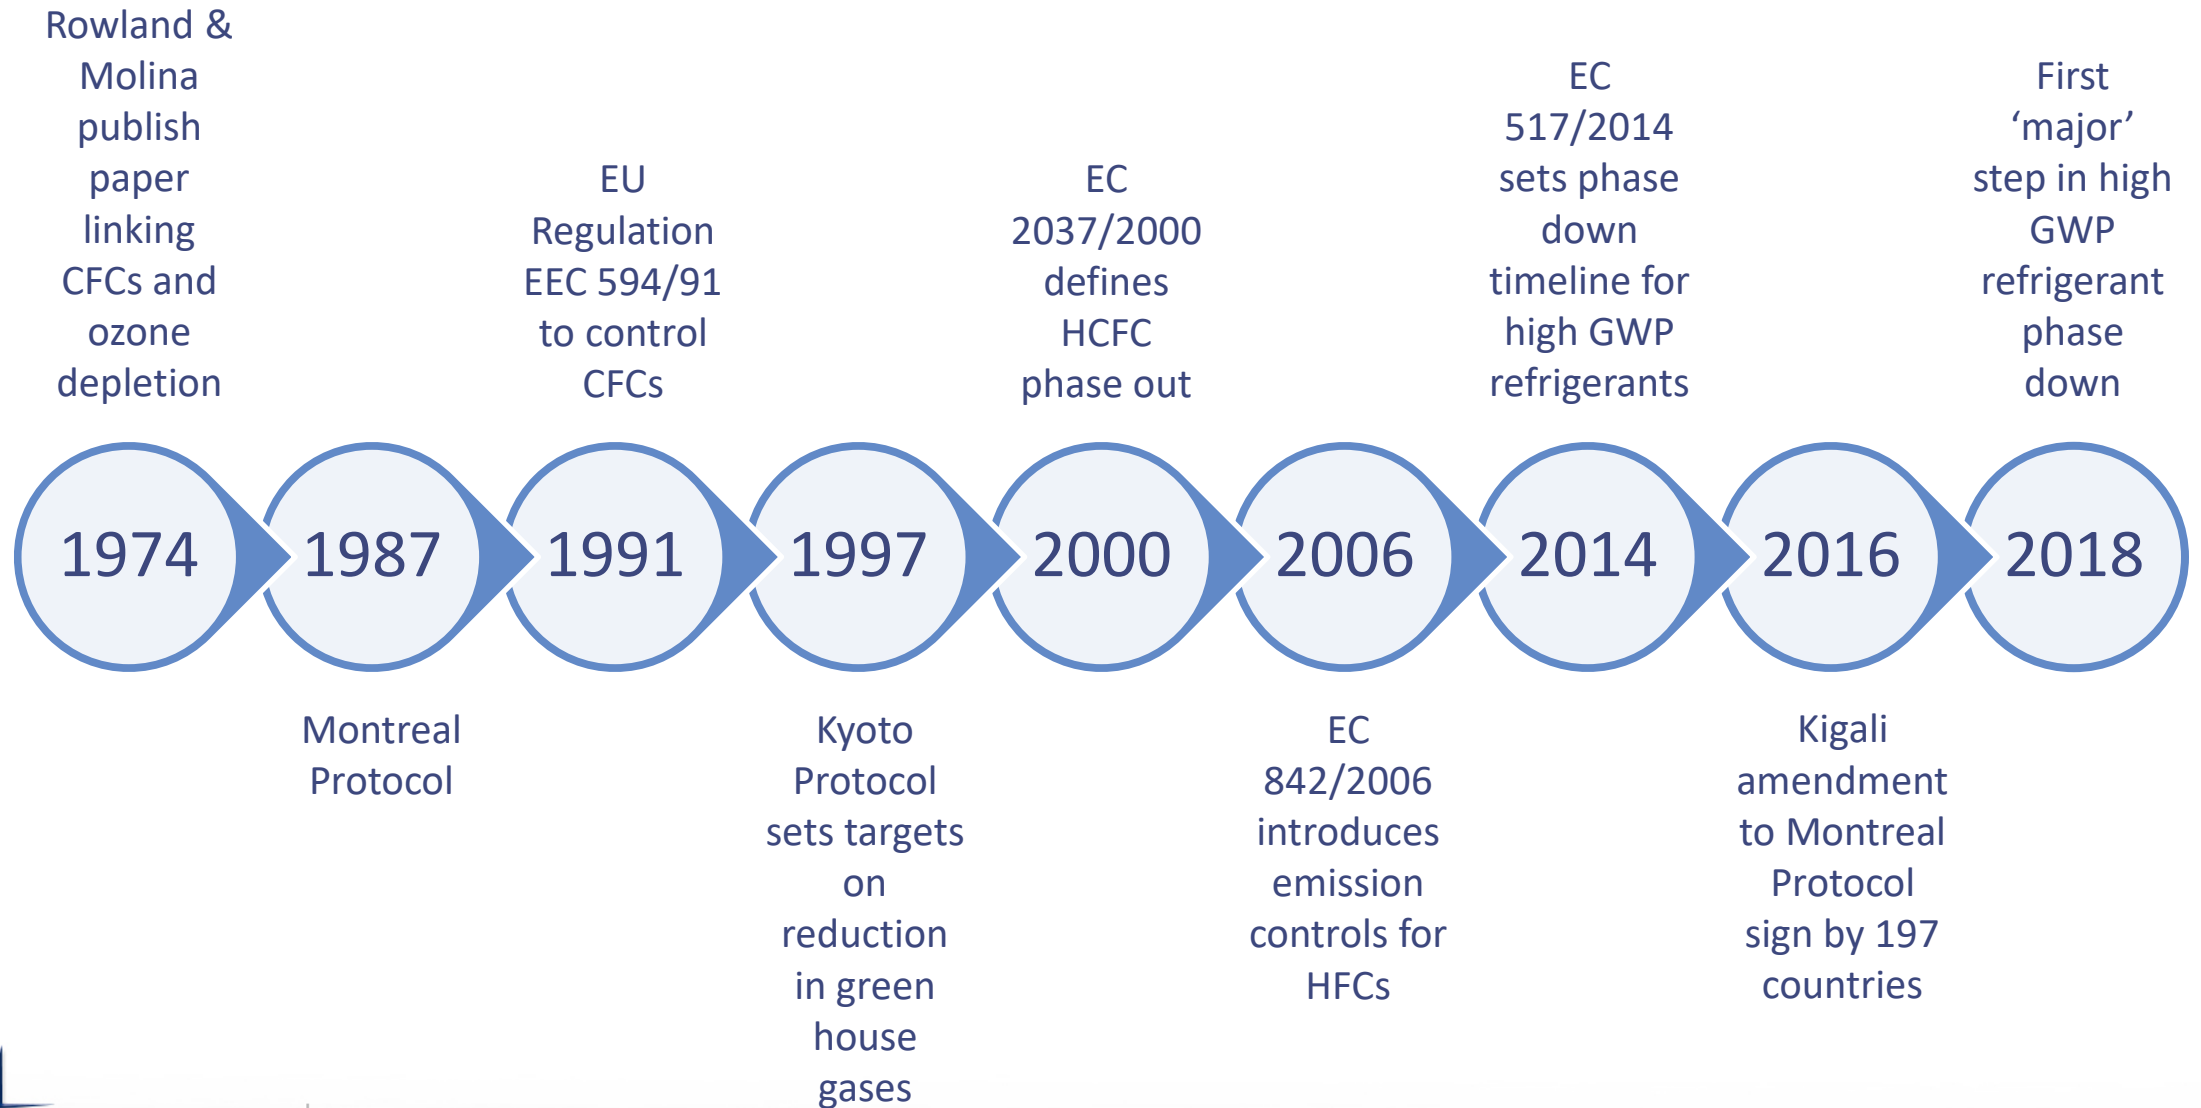 Rowland &
Molina
publish
paper
linking
CFCs and
ozone
depletion
EU
Regulation
EEC 594/91
to control
CFCs
EC
2037/2000
defines
HCFC
phase out
EC
517/2014
sets phase
down
timeline for
high GWP
refrigerants
First
‘major’
step in high
GWP
refrigerant
phase
down
1974
1987
1991
1997
2000
2006
2014
2016
2018
Montreal
Protocol
Kyoto
Protocol
sets targets
on
reduction
in green
house
gases
EC
842/2006
introduces
emission
controls for
HFCs
Kigali
amendment
to Montreal
Protocol
sign by 197
countries